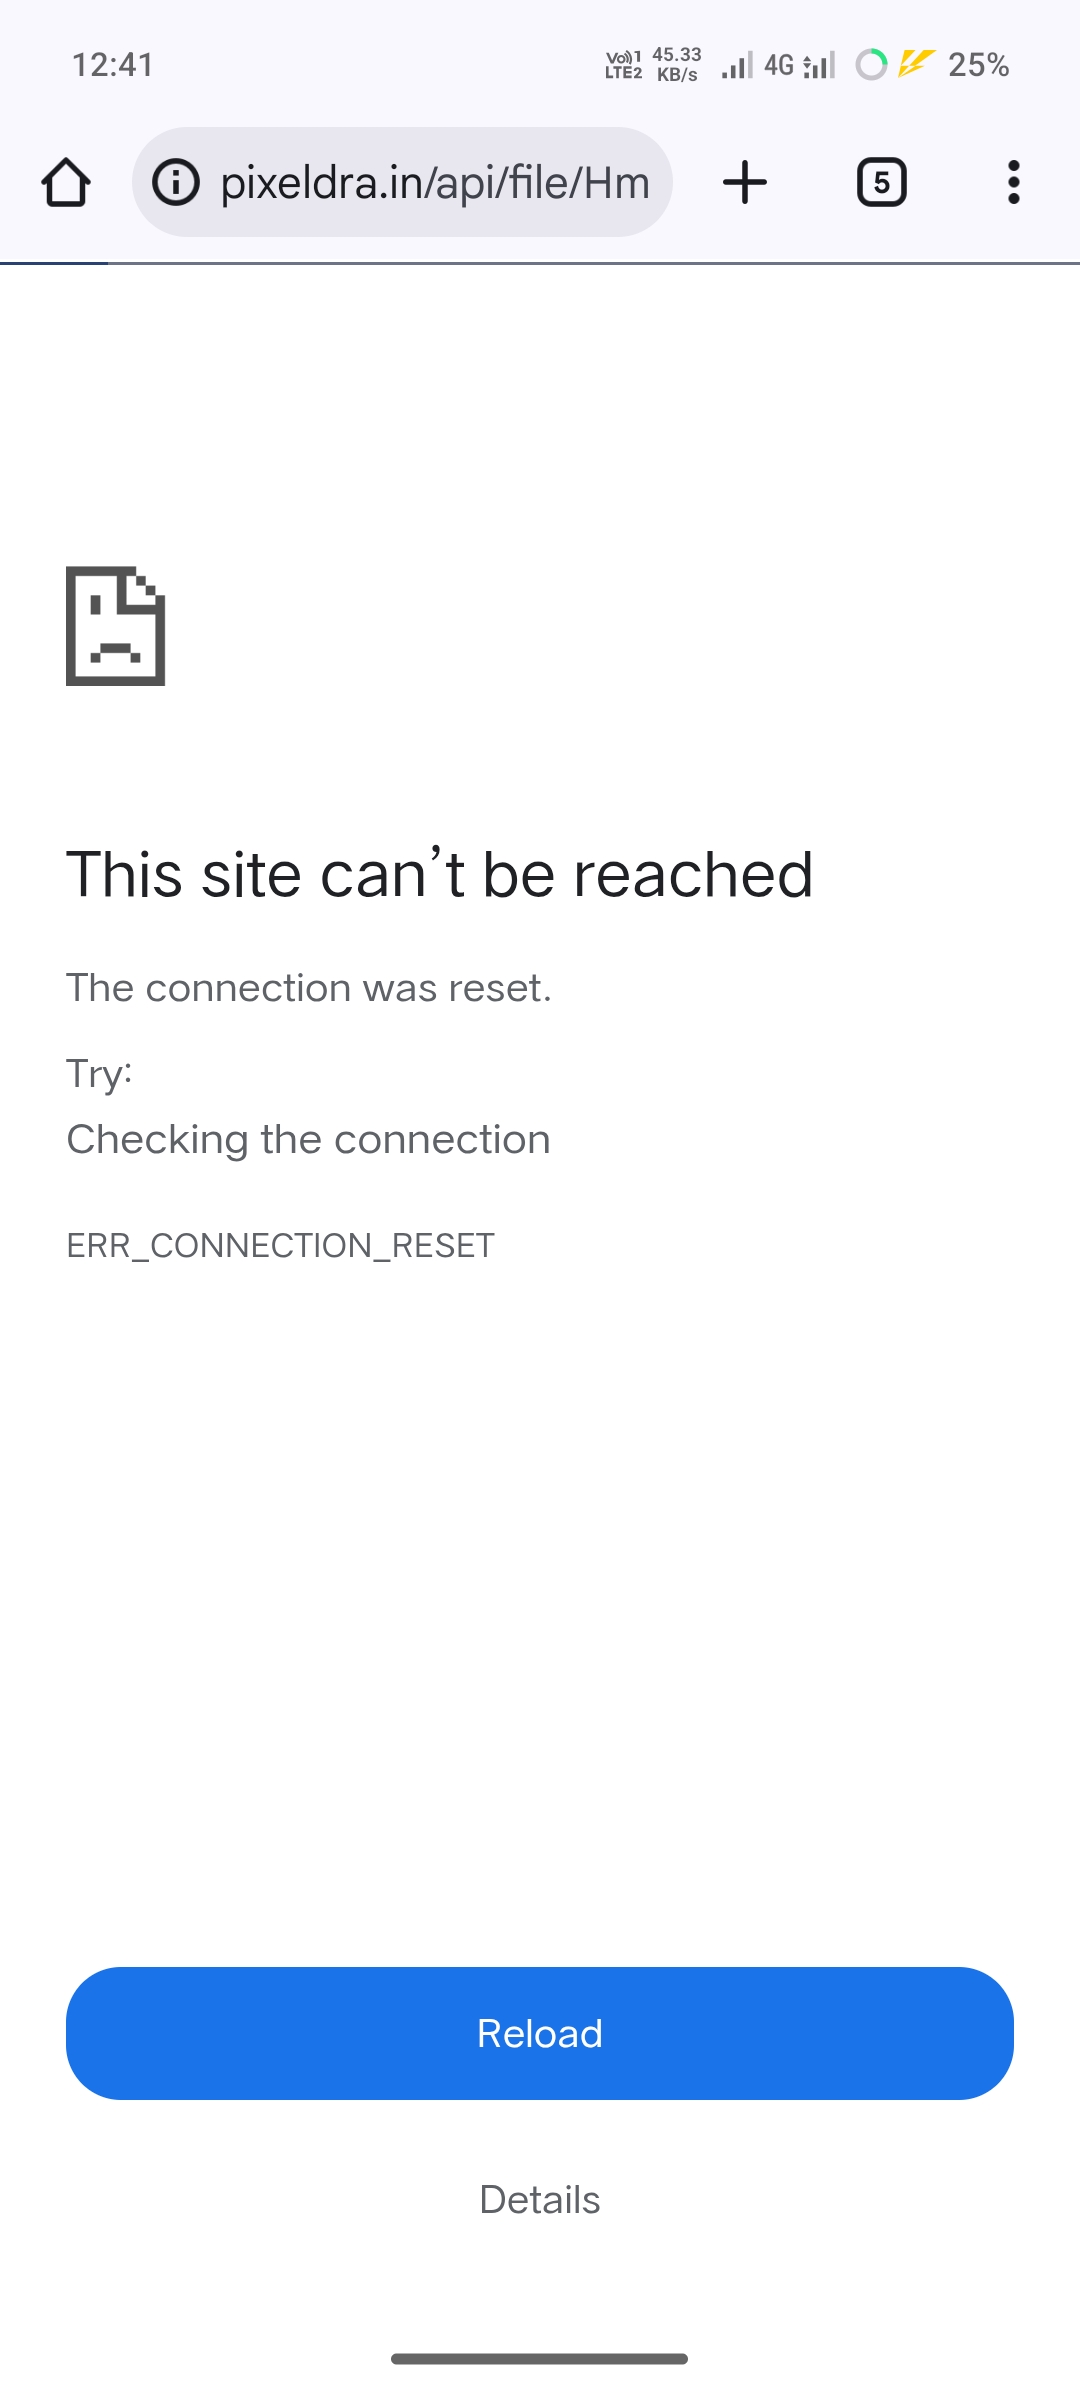 12:41
Vo)) 1 LTE2 45.33 KB/s 4G 25%
pixeldra.in/api/file/Hm
5
This site can’t be reached
The connection was reset.
Try:
Checking the connection
ERR_CONNECTION_RESET
Reload
Details